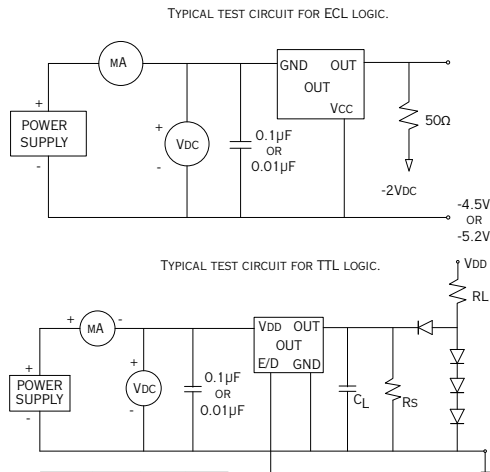 TYPICAL TEST CIRCUIT FOR ECL LOGIC.
MA
GND OUT
OUT
VCC
+
POWER
SUPPLY
-
+
VDC
-
0.1µF
OR
0.01µF
50Ω
-2VDC
-4.5V
OR
-5.2V
TYPICAL TEST CIRCUIT FOR TTL LOGIC.
VDD
RL
+ MA -
VDD OUT
OUT
E/D GND
+
POWER
SUPPLY
-
+
VDC
-
0.1µF
OR
0.01µF
CL
RS